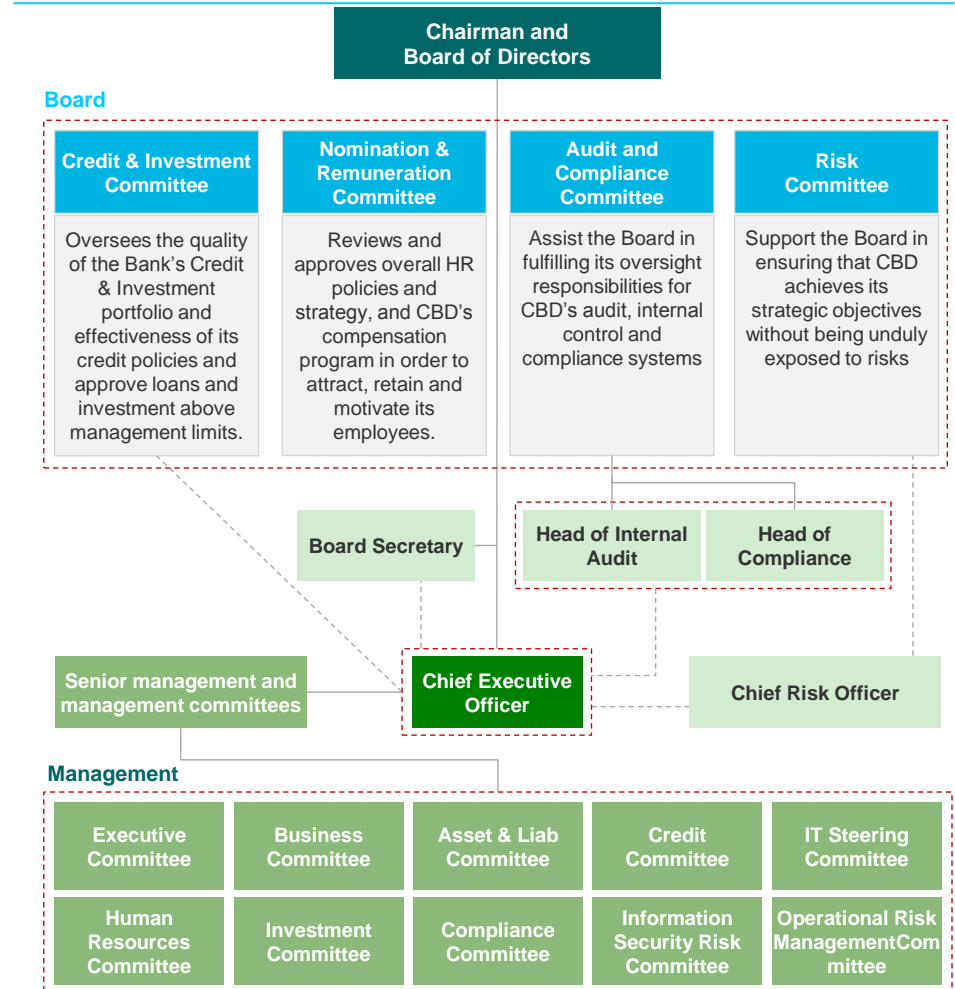 Chairman and
Board of Directors
Board
Credit & Investment
Committee
Oversees the quality
of the Bank's Credit
& Investment
portfolio and
effectiveness of its
credit policies and
approve loans and
investment above
management limits.
Nomination &
Remuneration
Committee
Reviews and
approves overall HR
policies and
strategy, and CBD's
compensation
program in order to
attract, retain and
motivate its
employees.
Audit and
Compliance
Committee
Assist the Board in
fulfilling its oversight
responsibilities for
CBD's audit, internal
control and
compliance systems
Risk
Committee
Support the Board in
ensuring that CBD
achieves its
strategic objectives
without being unduly
exposed to risks
Board Secretary
Head of Internal
Audit
Head of
Compliance
Senior management and
management committees
Chief Executive
Officer
Chief Risk Officer
Management
Executive
Committee
Business
Committee
Asset & Liab
Committee
Credit
Committee
IT Steering
Committee
Human
Resources
Committee
Investment
Committee
Compliance
Committee
Information
Security Risk
Committee
Operational Risk
ManagementCom
mittee